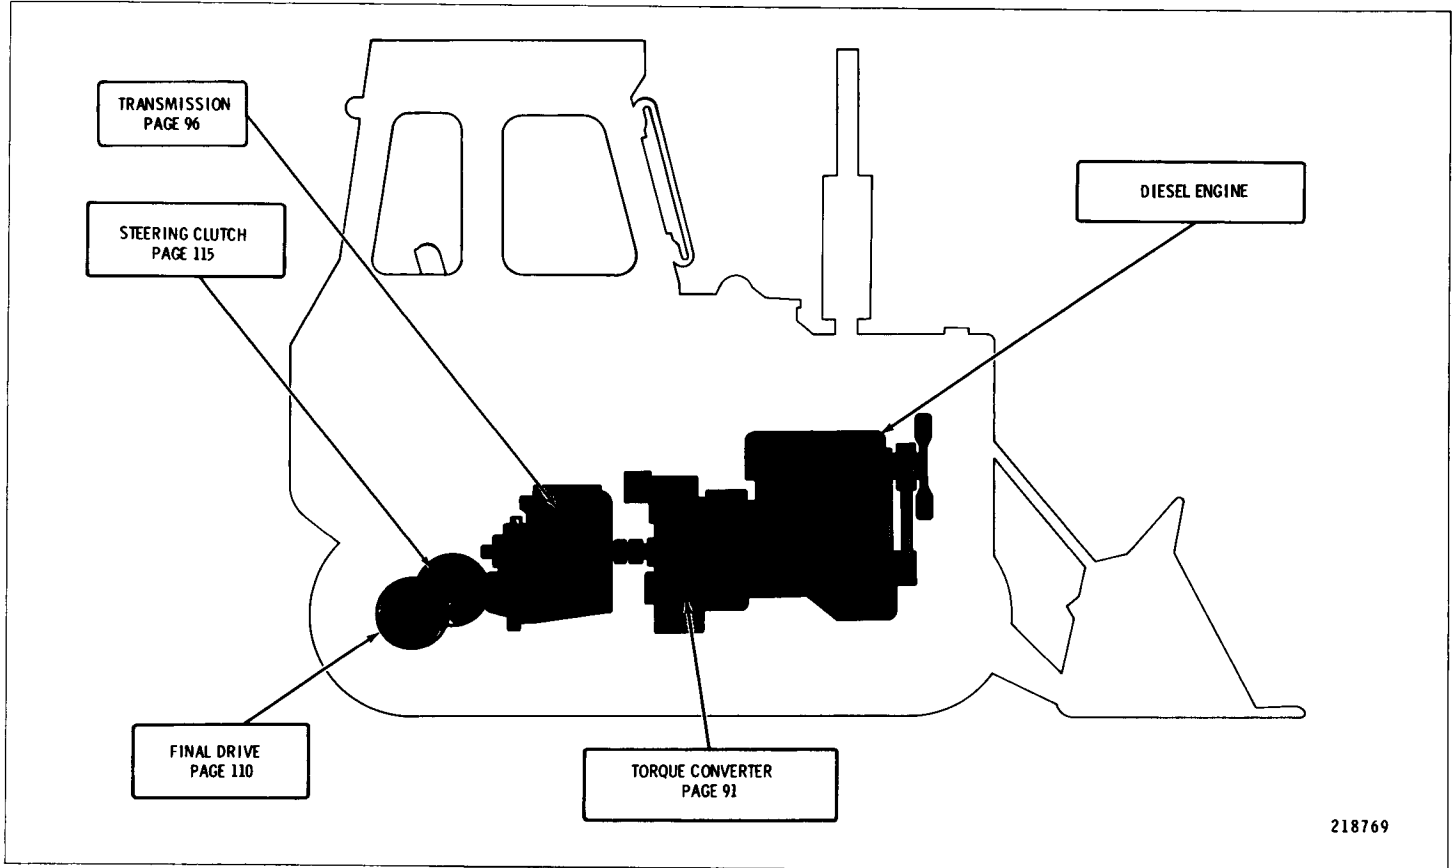 TRANSMISSION
PAGE 96
STEERING CLUTCH
PAGE 115
DIESEL ENGINE
FINAL DRIVE
PAGE 110
TORQUE CONVERTER
PAGE 91
218769